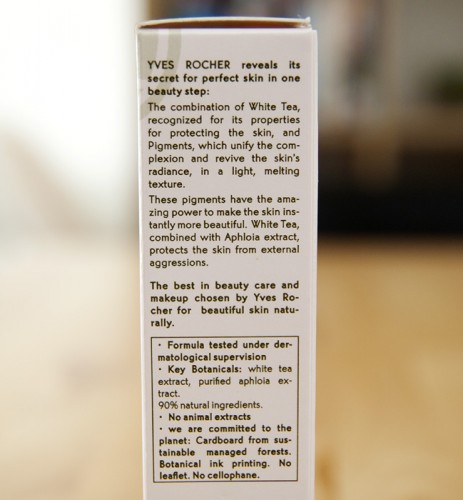 YVES ROCHER reveals its
secret for perfect skin in one
beauty step:
The combination of White Tea,
recognized for its properties
for protecting the skin, and
Pigments, which unify the com-
plexion and revive the skin's
radiance, in a light, melting
texture.
These pigments have the ama-
zing power to make the skin ins-
tantly more beautiful. White Tea,
combined with Aphloia extract,
protects the skin from external
aggressions.
The best in beauty care and
makeup chosen by Yves Ro-
cher for beautiful skin natu-
rally.
• Formula tested under der-
matological supervision
• Key Botanicals: white tea
extract, purified aphloia ex-
tract.
90% natural ingredients.
• No animal extracts
• we are committed to the
planet: Cardboard from sus-
tainable managed forests.
Botanical ink printing. No
leaflet. No cellophane.